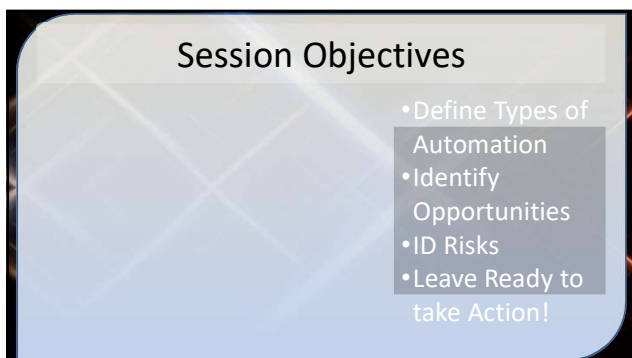 Session Objectives
•Define Types of
Automation
•Identify
Opportunities
•ID Risks
•Leave Ready to
take Action!